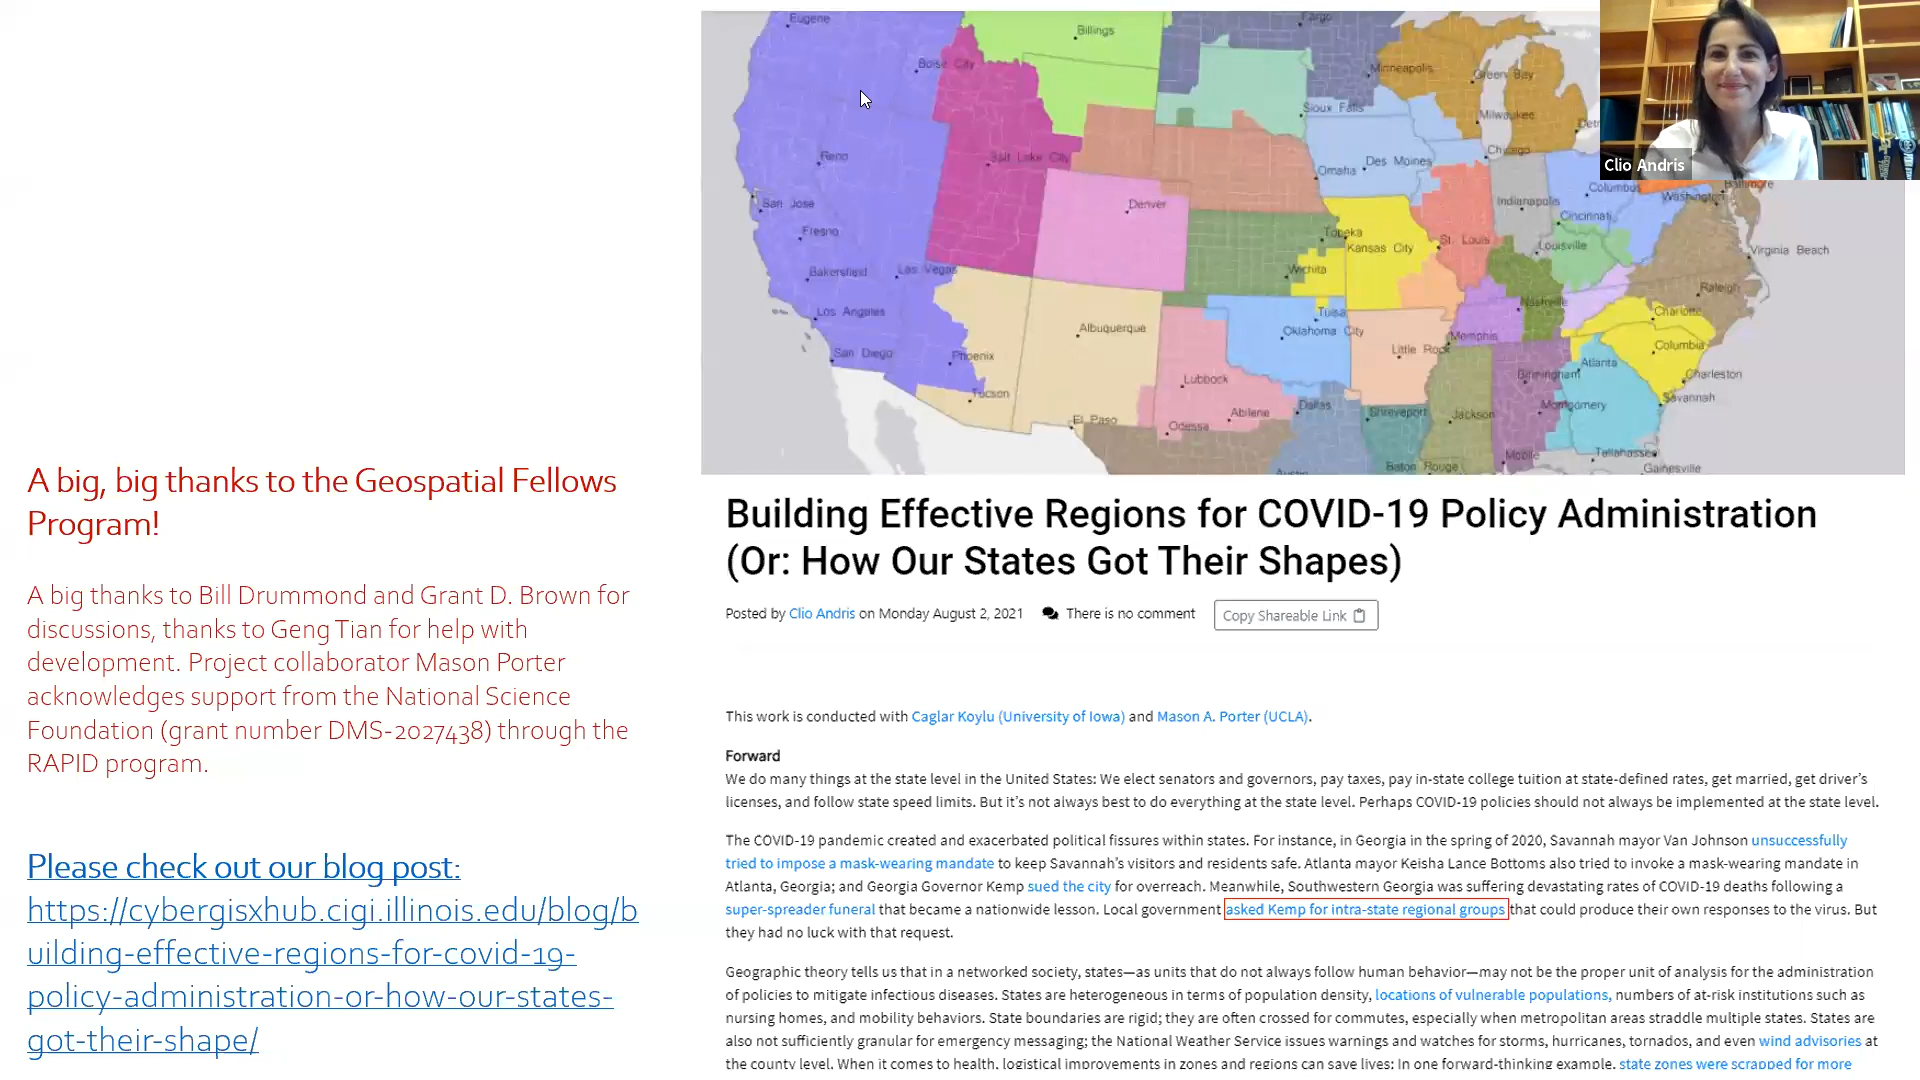 A big, big thanks to the Geospatial Fellows
Program!
A big thanks to Bill Drummond and Grant D. Brown for
discussions, thanks to Geng Tian for help with
development. Project collaborator Mason Porter
acknowledges support from the National Science
Foundation (grant number DMS-2027438) through the
RAPID program.
Please check out our blog post:
https://cybergisxhub.cigi.illinois.edu/blog/b
uilding-effective-regions-for-covid-19-
policy-administration-or-how-our-states-
got-their-shape/
Eugene
Billings
Fargo
Boise City
Minneapolis
Green Bay
Sioux Falls
Milwaukee
Reno
Salt Lake City
Omaha
Des Moines
Chicago
Clio Andris
San Jose
Denver
Indianapolis
Columbus
Washington
Baltimore
Fresno
Topeka
Kansas City
St. Louis
Cincinnati
Louisville
Virginia Beach
Bakersfield
Las Vegas
Wichita
Raleigh
Los Angeles
Albuquerque
Tulsa
Oklahoma City
Nashville
Charlotte
San Diego
Phoenix
Little Rock
Memphis
Columbia
Tucson
Lubbock
Birmingham
Atlanta
Charleston
El Paso
Odessa
Abilene
Dallas
Shreveport
Jackson
Montgomery
Savannah
Austin
Baton Rouge
Mobile
Tallahassee
Gainesville
Building Effective Regions for COVID-19 Policy Administration
(Or: How Our States Got Their Shapes)
Posted by Clio Andris on Monday August 2, 2021 There is no comment Copy Shareable Link
This work is conducted with Caglar Koylu (University of Iowa) and Mason A. Porter (UCLA).
Forward
We do many things at the state level in the United States: We elect senators and governors, pay taxes, pay in-state college tuition at state-defined rates, get married, get driver's
licenses, and follow state speed limits. But it's not always best to do everything at the state level. Perhaps COVID-19 policies should not always be implemented at the state level.
The COVID-19 pandemic created and exacerbated political fissures within states. For instance, in Georgia in the spring of 2020, Savannah mayor Van Johnson unsuccessfully
tried to impose a mask-wearing mandate to keep Savannah's visitors and residents safe. Atlanta mayor Keisha Lance Bottoms also tried to invoke a mask-wearing mandate in
Atlanta, Georgia; and Georgia Governor Kemp sued the city for overreach. Meanwhile, Southwestern Georgia was suffering devastating rates of COVID-19 deaths following a
super-spreader funeral that became a nationwide lesson. Local government asked Kemp for intra-state regional groups that could produce their own responses to the virus. But
they had no luck with that request.
Geographic theory tells us that in a networked society, states—as units that do not always follow human behavior—may not be the proper unit of analysis for the administration
of policies to mitigate infectious diseases. States are heterogeneous in terms of population density, locations of vulnerable populations, numbers of at-risk institutions such as
nursing homes, and mobility behaviors. State boundaries are rigid; they are often crossed for commutes, especially when metropolitan areas straddle multiple states. States are
also not sufficiently granular for emergency messaging; the National Weather Service issues warnings and watches for storms, hurricanes, tornados, and even wind advisories at
the county level. When it comes to health, logistical improvements in zones and regions can save lives: In one forward-thinking example, state zones were scrapped for more